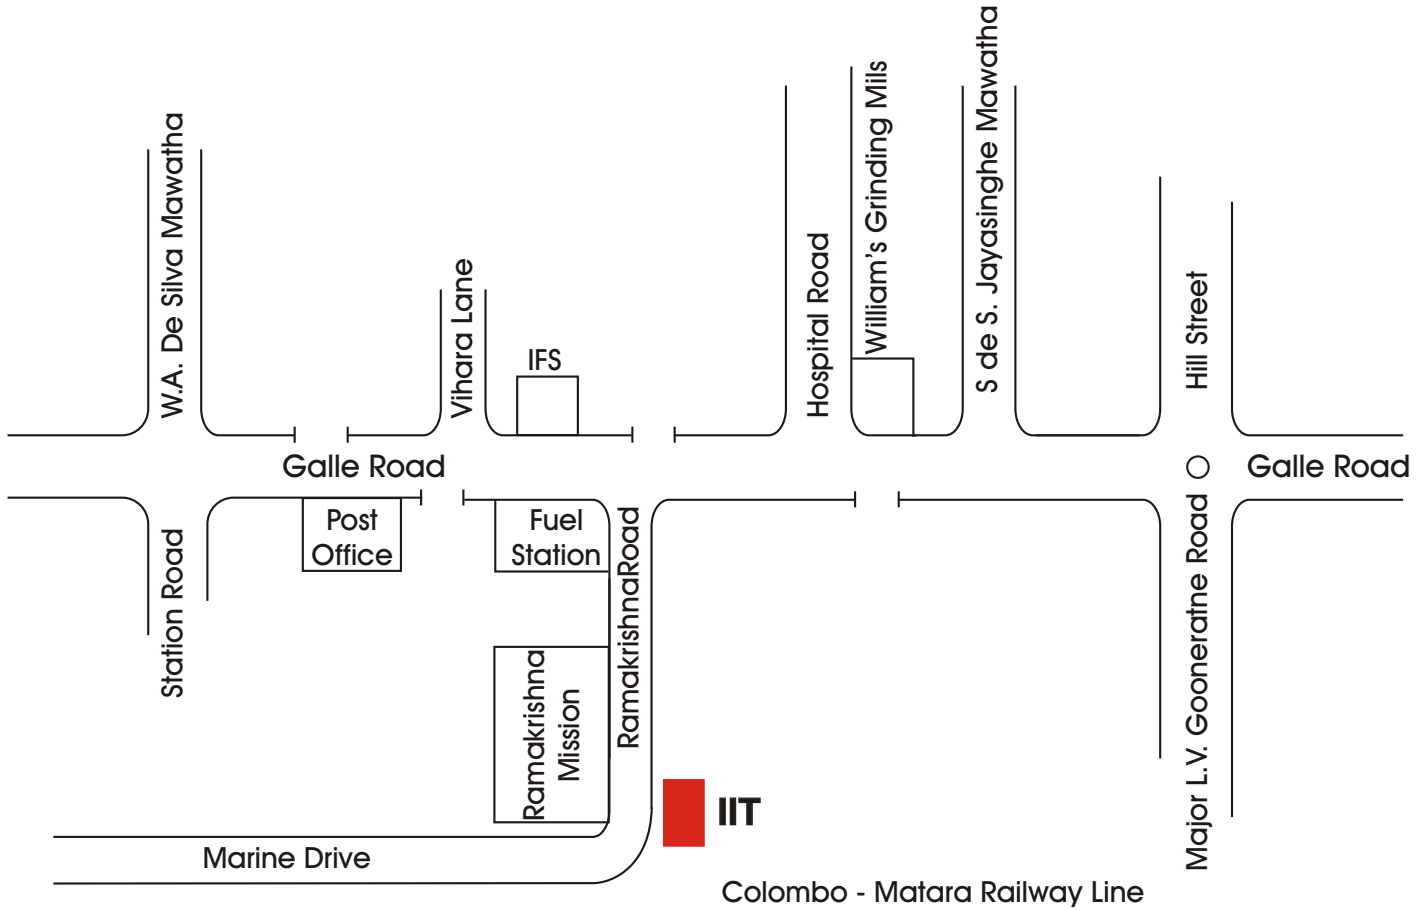 W.A. De Silva Mawatha
Vihara Lane
IFS
Hospital Road
William's Grinding Mils
S de S. Jayasinghe Mawatha
Hill Street
Galle Road
Galle Road
Station Road
Post
Office
Fuel
Station
RamakrishnaRoad
Ramakrishna
Mission
IIT
Major L.V. Gooneratne Road
Marine Drive
Colombo - Matara Railway Line